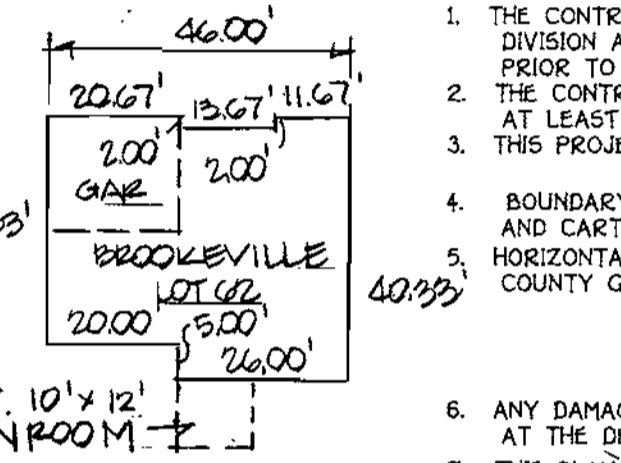 46.00'
20.67' 13.67' 11.67'
2.00' 2.00'
GAR
BROOKEVILLE
LOT 62
40.33'
20.00 5.00'
26.00'
10' x 12'
ROOM
1. THE CONTR
DIVISION A
PRIOR TO
2. THE CONTR
AT LEAST
3. THIS PROJE
4. BOUNDARY
AND CART
5. HORIZONTA
COUNTY G
6. ANY DAMAG
AT THE DE